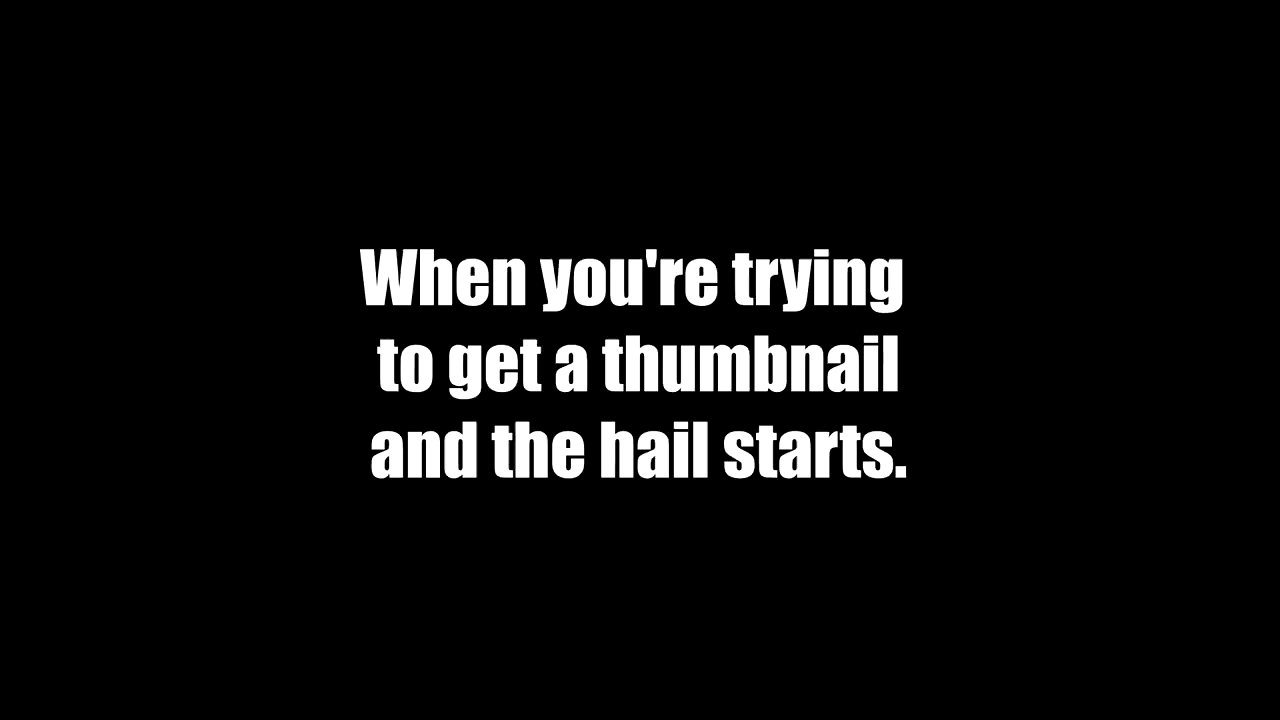 When you're trying
to get a thumbnail
and the hail starts.